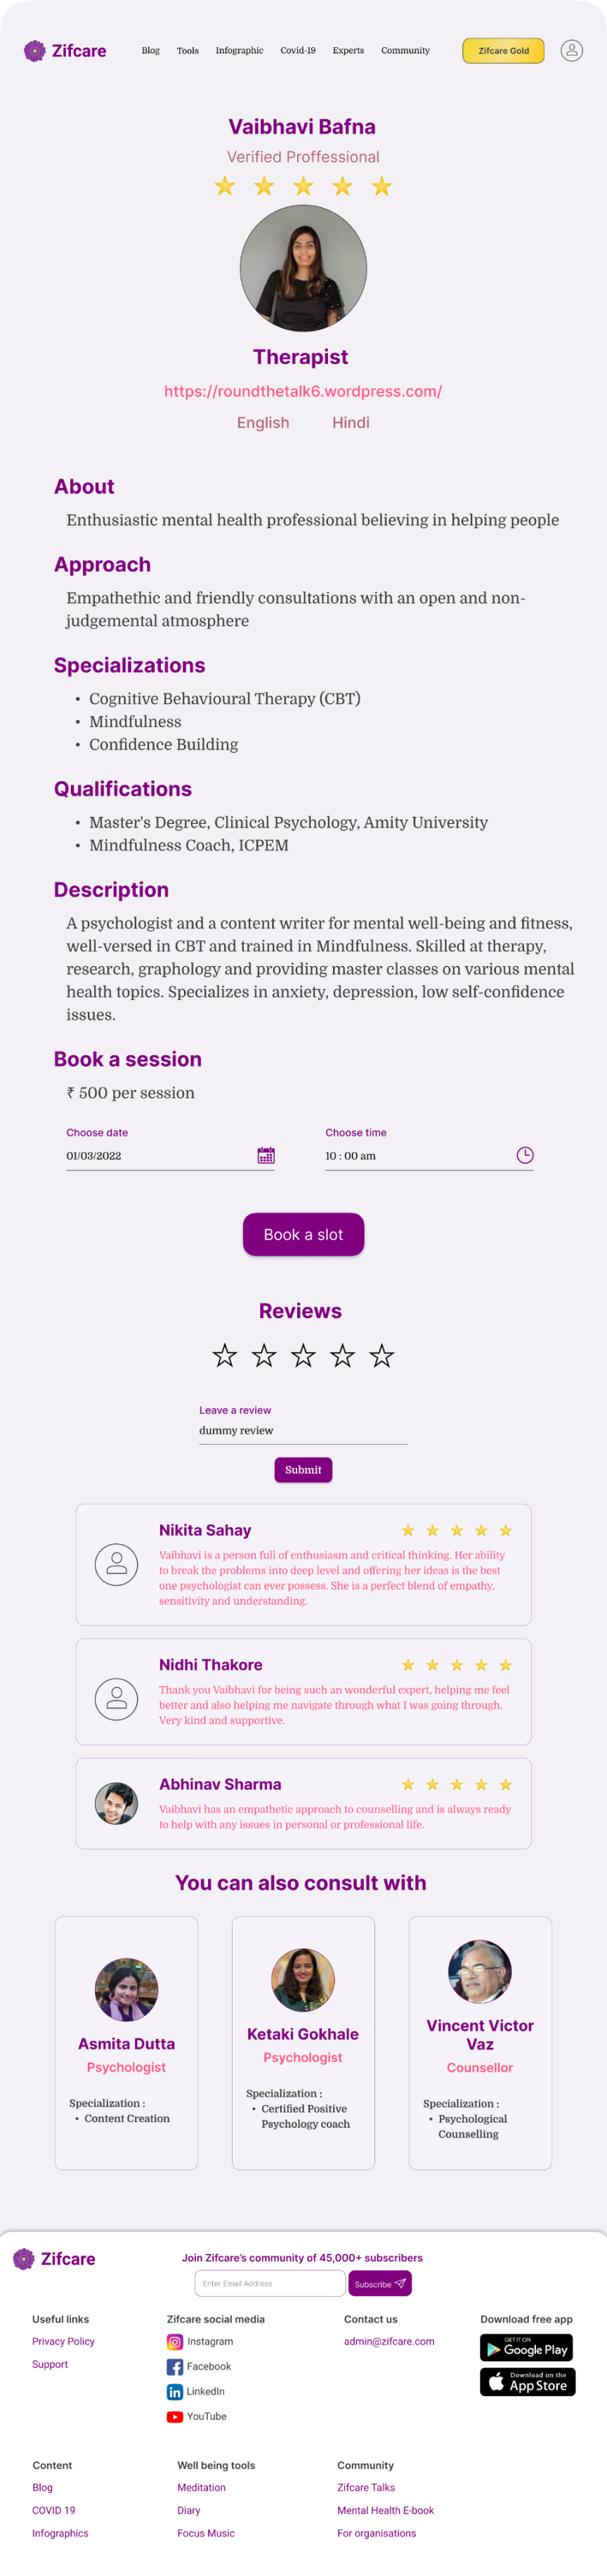 Zifcare
Blog Tools Infographic Covid-19 Experts Community Zifcare Gold
Vaibhavi Bafna
Verified Proffessional
Therapist
https://roundthetalk6.wordpress.com/
English Hindi
About
Enthusiastic mental health professional believing in helping people
Approach
Empathethic and friendly consultations with an open and non-
judgemental atmosphere
Specializations
• Cognitive Behavioural Therapy (CBT)
• Mindfulness
• Confidence Building
Qualifications
• Master's Degree, Clinical Psychology, Amity University
• Mindfulness Coach, ICPEM
Description
A psychologist and a content writer for mental well-being and fitness,
well-versed in CBT and trained in Mindfulness. Skilled at therapy,
research, graphology and providing master classes on various mental
health topics. Specializes in anxiety, depression, low self-confidence
issues.
Book a session
₹ 500 per session
Choose date Choose time
01/03/2022 10 : 00 am
Book a slot
Reviews
Leave a review
dummy review
Submit
Nikita Sahay
Vaibhavi is a person full of enthusiasm and critical thinking. Her ability
to break the problems into deep level and offering her ideas is the best
one psychologist can ever possess. She is a perfect blend of empathy,
sensitivity and understanding.
Nidhi Thakore
Thank you Vaibhavi for being such an wonderful expert, helping me feel
better and also helping me navigate through what I was going through.
Very kind and supportive.
Abhinav Sharma
Vaibhavi has an empathetic approach to counselling and is always ready
to help with any issues in personal or professional life.
You can also consult with
Asmita Dutta
Psychologist
Specialization :
• Content Creation
Ketaki Gokhale
Psychologist
Specialization :
• Certified Positive
Psychology coach
Vincent Victor
Vaz
Counsellor
Specialization :
• Psychological
Counselling
Zifcare
Join Zifcare's community of 45,000+ subscribers
Enter Email Address Subscribe
Useful links
Privacy Policy
Support
Zifcare social media
Instagram
Facebook
LinkedIn
YouTube
Contact us
admin@zifcare.com
Download free app
GET IT ON
Google Play
Download on the
App Store
Content
Blog
COVID 19
Infographics
Well being tools
Meditation
Diary
Focus Music
Community
Zifcare Talks
Mental Health E-book
For organisations